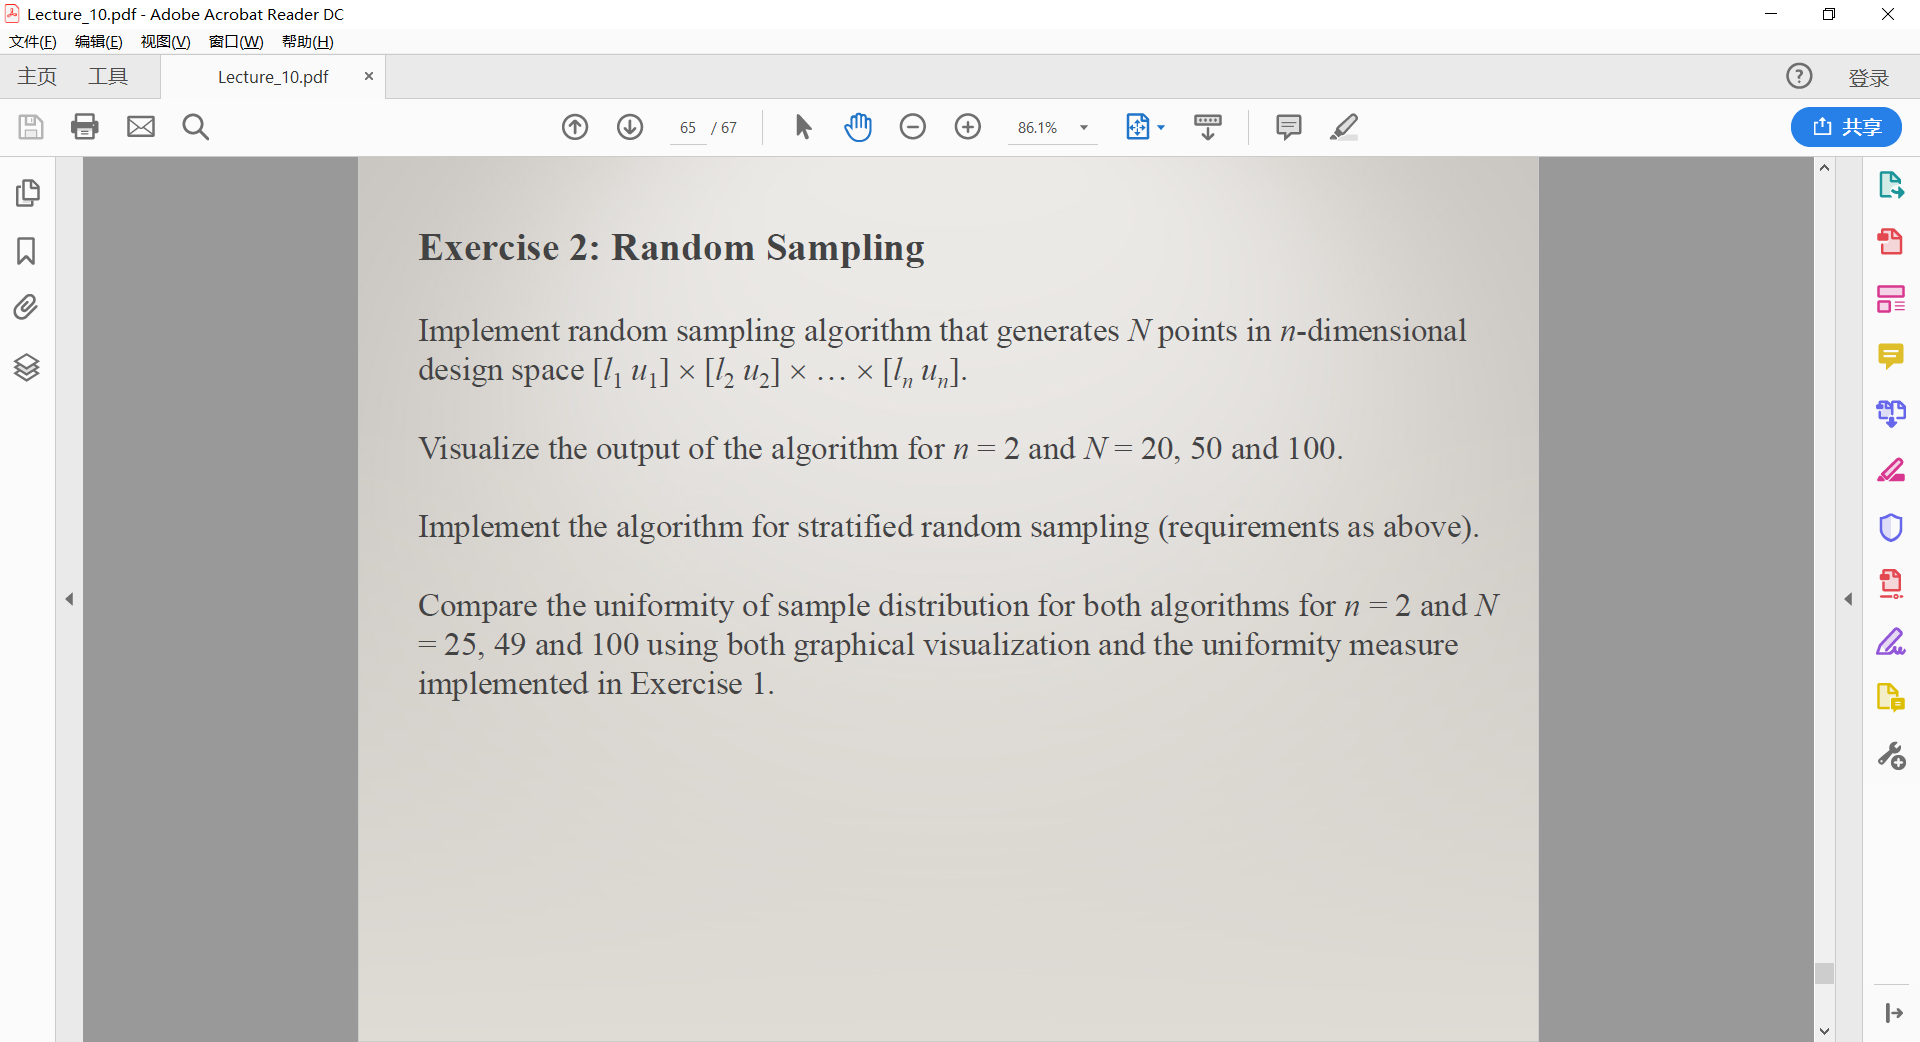 Lecture_10.pdf - Adobe Acrobat Reader DC
文件(F) 编辑(E) 视图(V) 窗口(W) 帮助(H)
主页 工具 Lecture_10.pdf × 登录
65 / 67 86.1% 共享
Exercise 2: Random Sampling
Implement random sampling algorithm that generates N points in n-dimensional
design space [l₁ u₁] × [l₂ u₂] × … × [lₙ uₙ].
Visualize the output of the algorithm for n = 2 and N = 20, 50 and 100.
Implement the algorithm for stratified random sampling (requirements as above).
Compare the uniformity of sample distribution for both algorithms for n = 2 and N
= 25, 49 and 100 using both graphical visualization and the uniformity measure
implemented in Exercise 1.